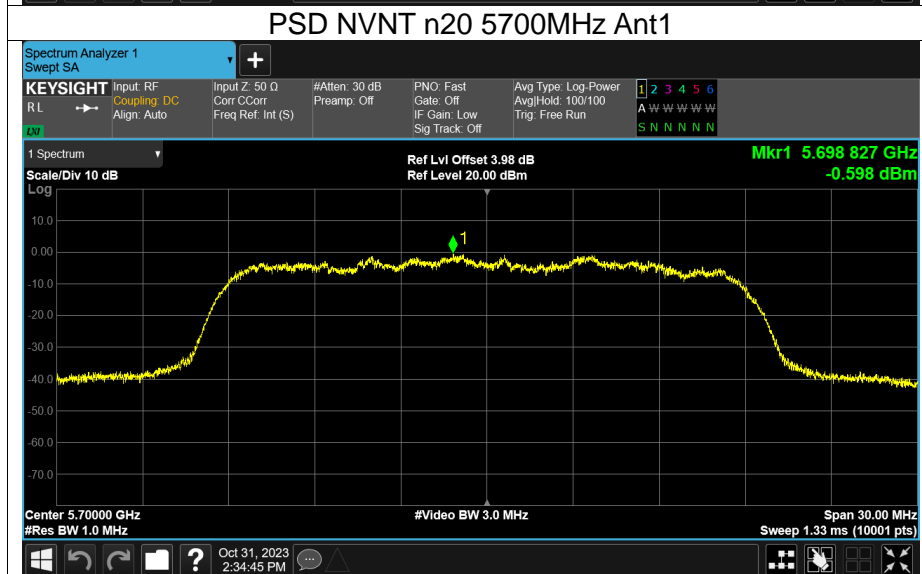 PSD NVNT n20 5700MHz Ant1
Spectrum Analyzer 1
Swept SA
+
KEYSIGHT Input: RF Input Z: 50 Ω #Atten: 30 dB PNO: Fast Avg Type: Log-Power 1 2 3 4 5 6
RL Coupling: DC Corr CCorr Preamp: Off Gate: Off Avg|Hold: 100/100 A W W W W W
Align: Auto Freq Ref: Int (S) IF Gain: Low Trig: Free Run
LXI Sig Track: Off S N N N N N
1 Spectrum Ref Lvl Offset 3.98 dB Mkr1 5.698 827 GHz
Scale/Div 10 dB Ref Level 20.00 dBm -0.598 dBm
Log
10.0
1
0.00
-10.0
-20.0
-30.0
-40.0
-50.0
-60.0
-70.0
Center 5.70000 GHz #Video BW 3.0 MHz Span 30.00 MHz
#Res BW 1.0 MHz Sweep 1.33 ms (10001 pts)
? Oct 31, 2023
2:34:45 PM